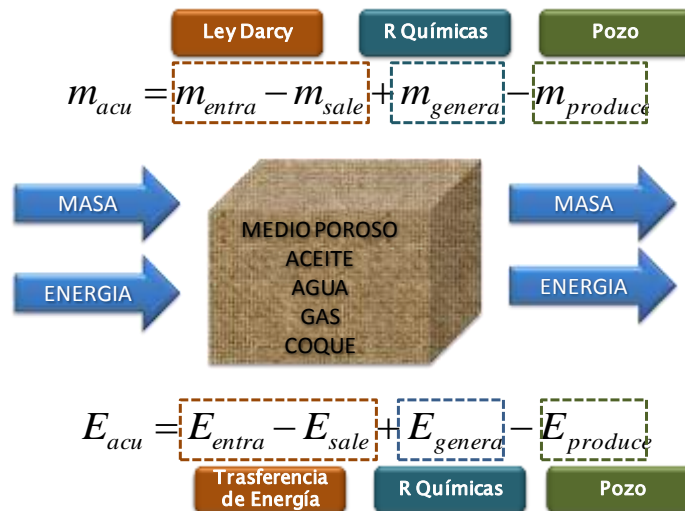 Ley Darcy R Químicas Pozo
m_acu = m_entra − m_sale + m_genera − m_produce
MASA MASA
MEDIO POROSO
ACEITE
ENERGIA ENERGIA
AGUA
GAS
COQUE
E_acu = E_entra − E_sale + E_genera − E_produce
Trasferencia
de Energía R Químicas Pozo